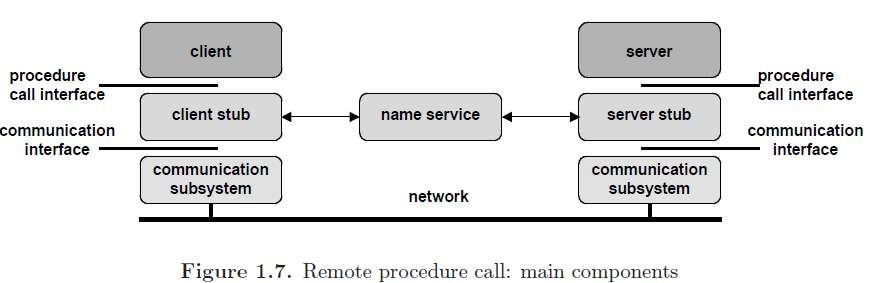 client
server
procedure
call interface
procedure
call interface
client stub
name service
server stub
communication
interface
communication
interface
communication
subsystem
communication
subsystem
network
Figure 1.7. Remote procedure call: main components